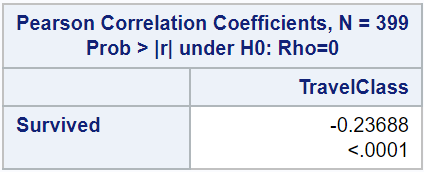 Pearson Correlation Coefficients, N = 399
Prob > |r| under H0: Rho=0
TravelClass
Survived -0.23688
<.0001